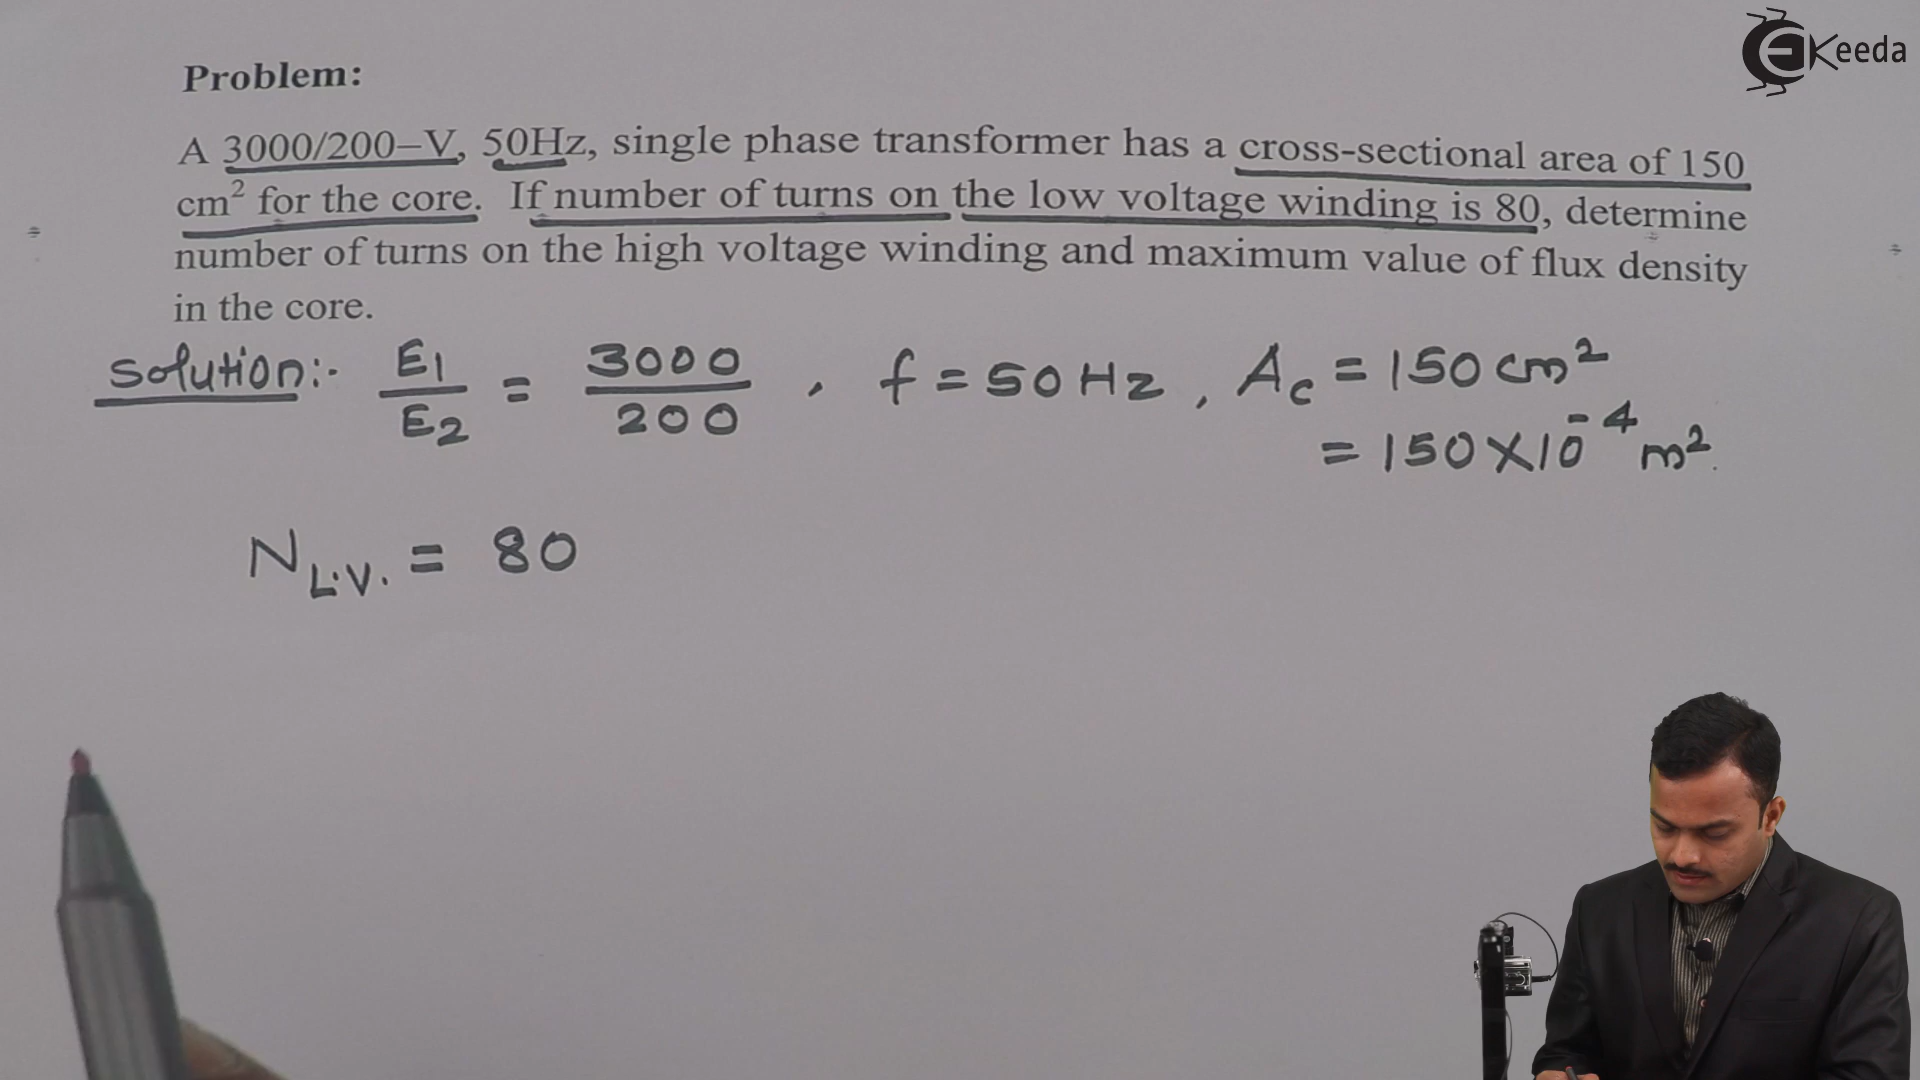 EKeeda
Problem:
A 3000/200–V, 50Hz, single phase transformer has a cross-sectional area of 150
cm² for the core. If number of turns on the low voltage winding is 80, determine
number of turns on the high voltage winding and maximum value of flux density
in the core.
Solution:- E1/E2 = 3000/200 , f = 50 Hz , Ac = 150 cm²
= 150 X 10⁻⁴ m².
N L.V. = 80